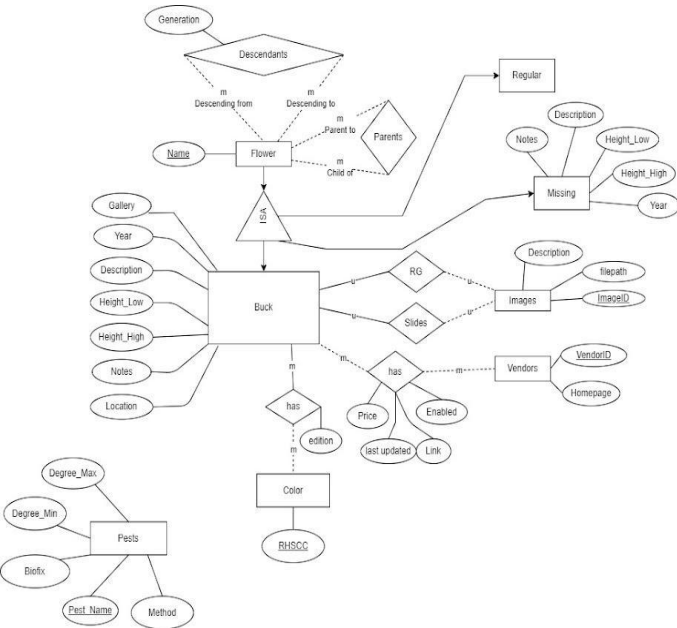 Generation
Descendants
m
Descending from
m
Descending to
m
Parent to
Parents
m
Child of
Name
Flower
Regular
Description
Notes
Height_Low
Height_High
Missing
Year
ISA
Gallery
Year
Description
Height_Low
Height_High
Notes
Location
Buck
u
RG
u
u
Slides
u
Description
filepath
Images
ImageID
m
has
m
Vendors
VendorID
Homepage
Price
Enabled
last updated
Link
m
has
edition
m
Color
RHSCC
Degree_Max
Degree_Min
Pests
Biofix
Pest_Name
Method